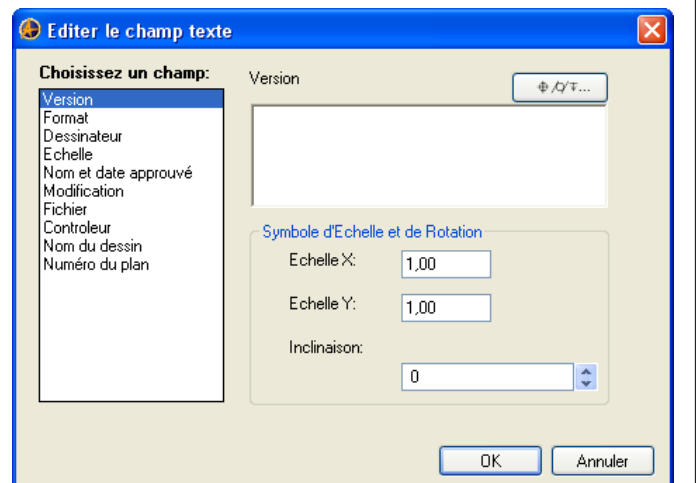 Editer le champ texte
Choisissez un champ:
Version
Format
Dessinateur
Echelle
Nom et date approuvé
Modification
Fichier
Controleur
Nom du dessin
Numéro du plan
Version
Symbole d'Echelle et de Rotation
Echelle X: 1,00
Echelle Y: 1,00
Inclinaison:
0
OK Annuler